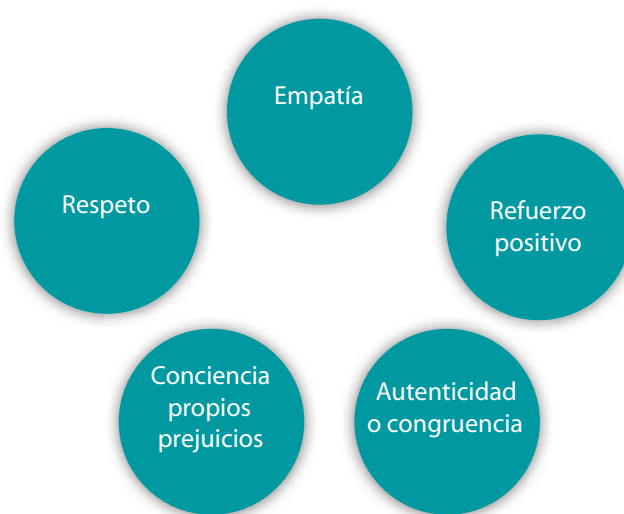 Empatía
Respeto
Refuerzo
positivo
Conciencia
propios
prejuicios
Autenticidad
o congruencia